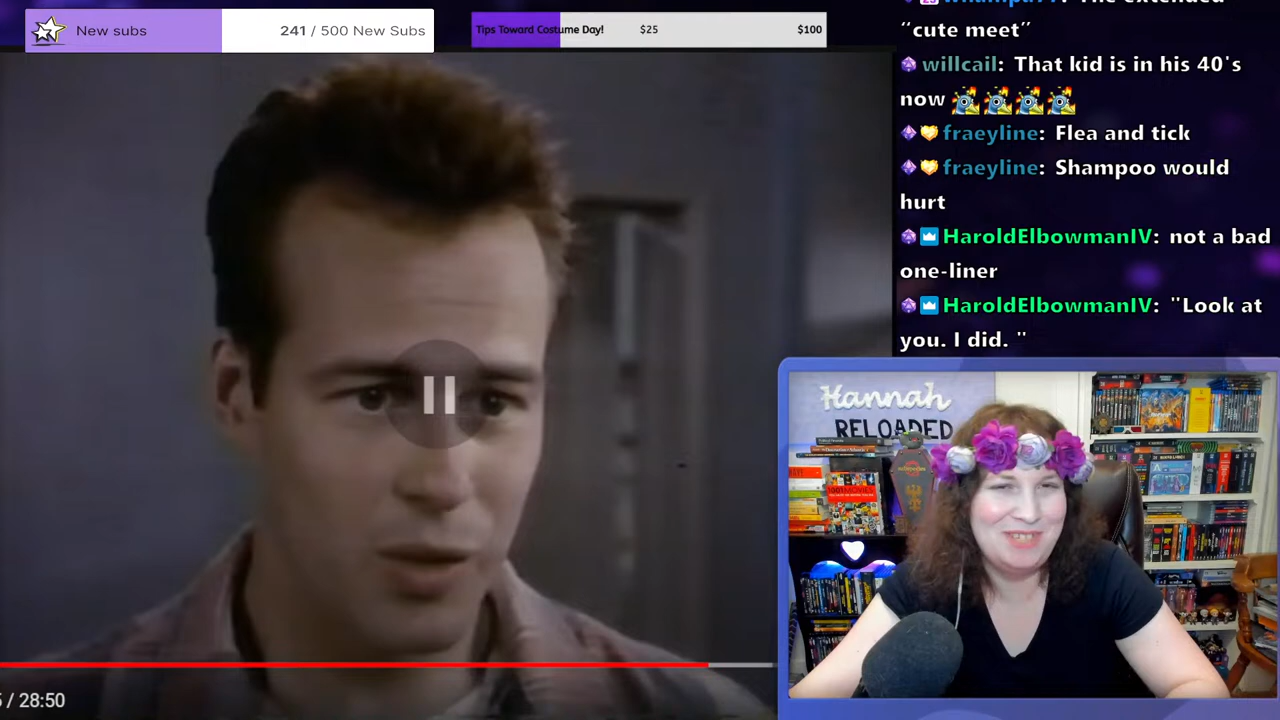 New subs
241 / 500 New Subs
Tips Toward Costume Day!
$25
$100
“cute meet”
willcail: That kid is in his 40's
now
fraeyline: Flea and tick
fraeyline: Shampoo would
hurt
HaroldElbowmanIV: not a bad
one-liner
HaroldElbowmanIV: "Look at
you. I did. "
Hannah
RELOADED
/ 28:50